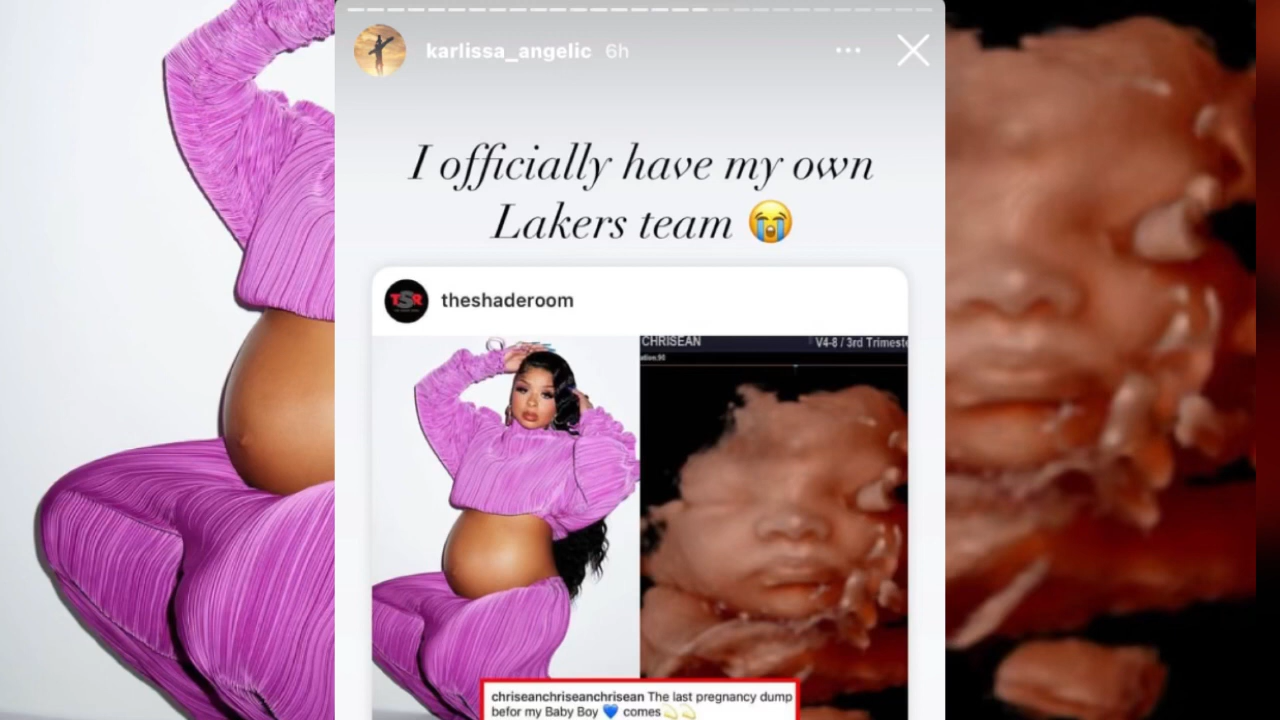 karlissa_angelic 6h
I officially have my own
Lakers team 😭
TSR
theshaderoom
CHRISEAN V4-8 / 3rd Trimeste
chriseanchriseanchrisean The last pregnancy dump
befor my Baby Boy 💙 comes💫💫